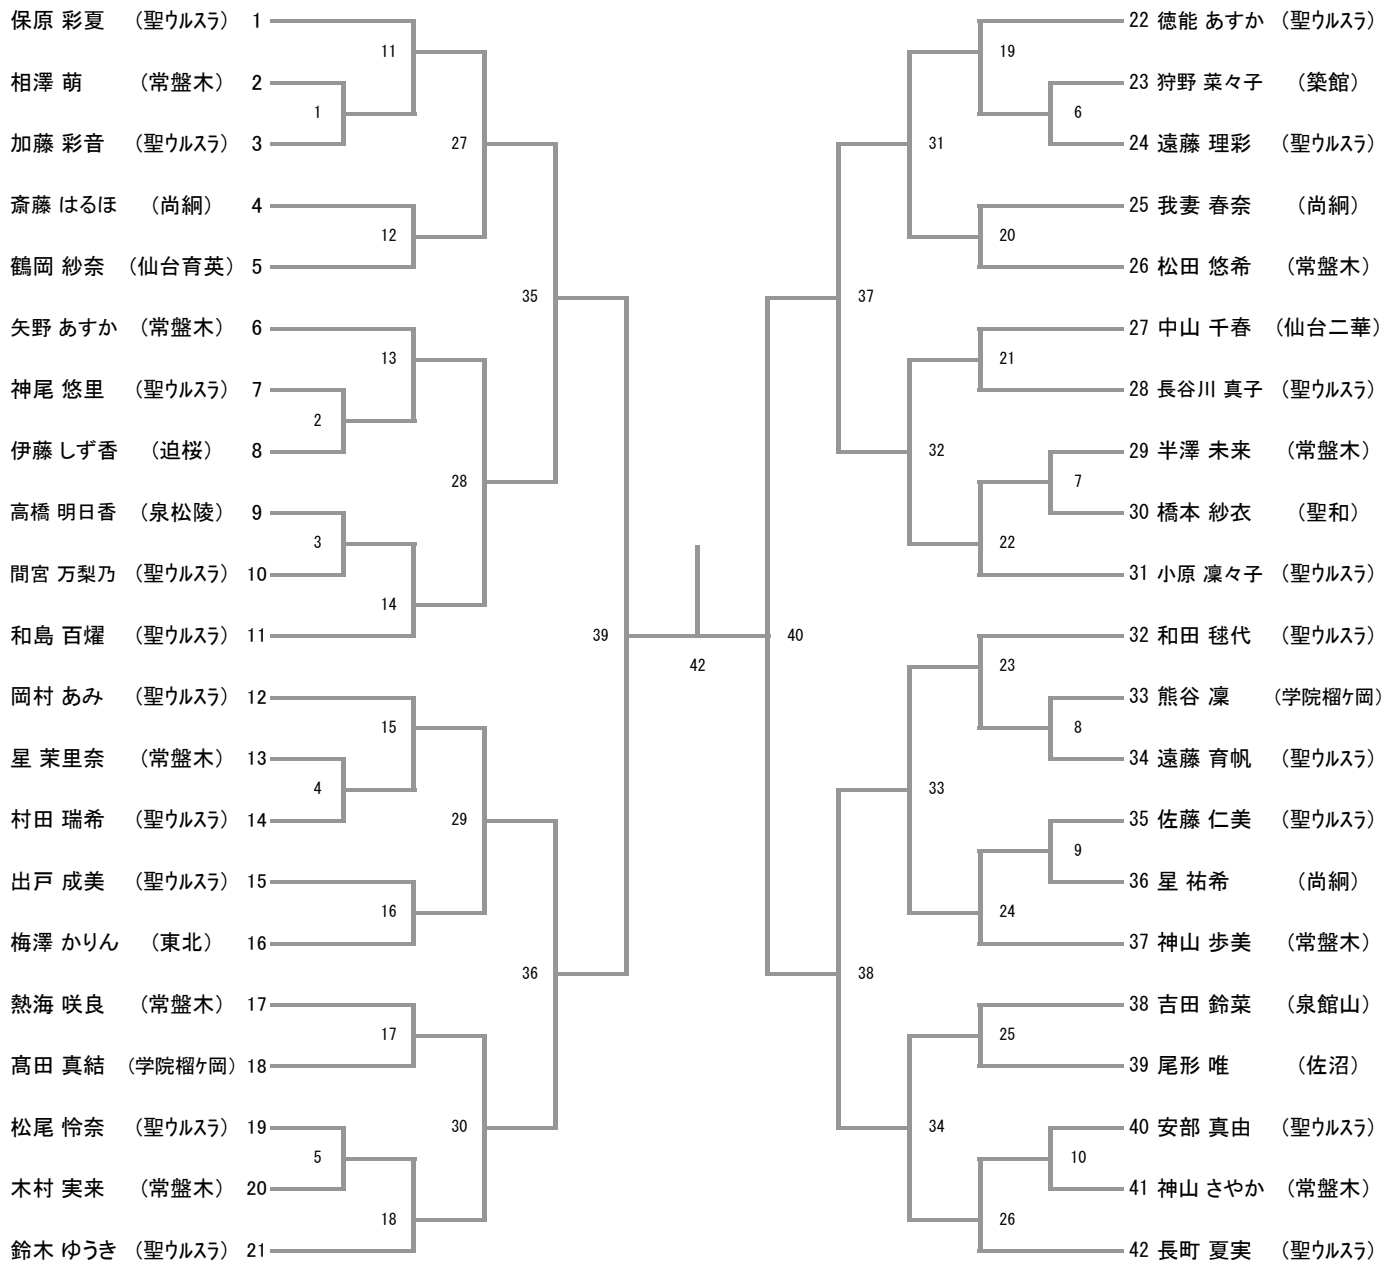 保原 彩夏 （聖ウルスラ） 1
11
相澤 萌 （常盤木） 2
1
加藤 彩音 （聖ウルスラ） 3
27
斎藤 はるほ （尚絅） 4
12
鶴岡 紗奈 （仙台育英） 5
35
矢野 あすか （常盤木） 6
13
神尾 悠里 （聖ウルスラ） 7
2
伊藤 しず香 （迫桜） 8
28
高橋 明日香 （泉松陵） 9
3
間宮 万梨乃 （聖ウルスラ） 10
14
和島 百燿 （聖ウルスラ） 11
39
岡村 あみ （聖ウルスラ） 12
15
星 茉里奈 （常盤木） 13
4
村田 瑞希 （聖ウルスラ） 14
29
出戸 成美 （聖ウルスラ） 15
16
梅澤 かりん （東北） 16
36
熱海 咲良 （常盤木） 17
17
髙田 真結 （学院榴ケ岡） 18
松尾 怜奈 （聖ウルスラ） 19
30
5
木村 実来 （常盤木） 20
18
鈴木 ゆうき （聖ウルスラ） 21
42
22 徳能 あすか （聖ウルスラ）
19
23 狩野 菜々子 （築館）
6
24 遠藤 理彩 （聖ウルスラ）
31
25 我妻 春奈 （尚絅）
20
26 松田 悠希 （常盤木）
37
27 中山 千春 （仙台二華）
21
28 長谷川 真子 （聖ウルスラ）
32
29 半澤 未来 （常盤木）
7
30 橋本 紗衣 （聖和）
22
31 小原 凜々子 （聖ウルスラ）
40
32 和田 毬代 （聖ウルスラ）
23
33 熊谷 凜 （学院榴ケ岡）
8
34 遠藤 育帆 （聖ウルスラ）
33
35 佐藤 仁美 （聖ウルスラ）
9
36 星 祐希 （尚絅）
24
37 神山 歩美 （常盤木）
38
38 吉田 鈴菜 （泉館山）
25
39 尾形 唯 （佐沼）
34
40 安部 真由 （聖ウルスラ）
10
41 神山 さやか （常盤木）
26
42 長町 夏実 （聖ウルスラ）